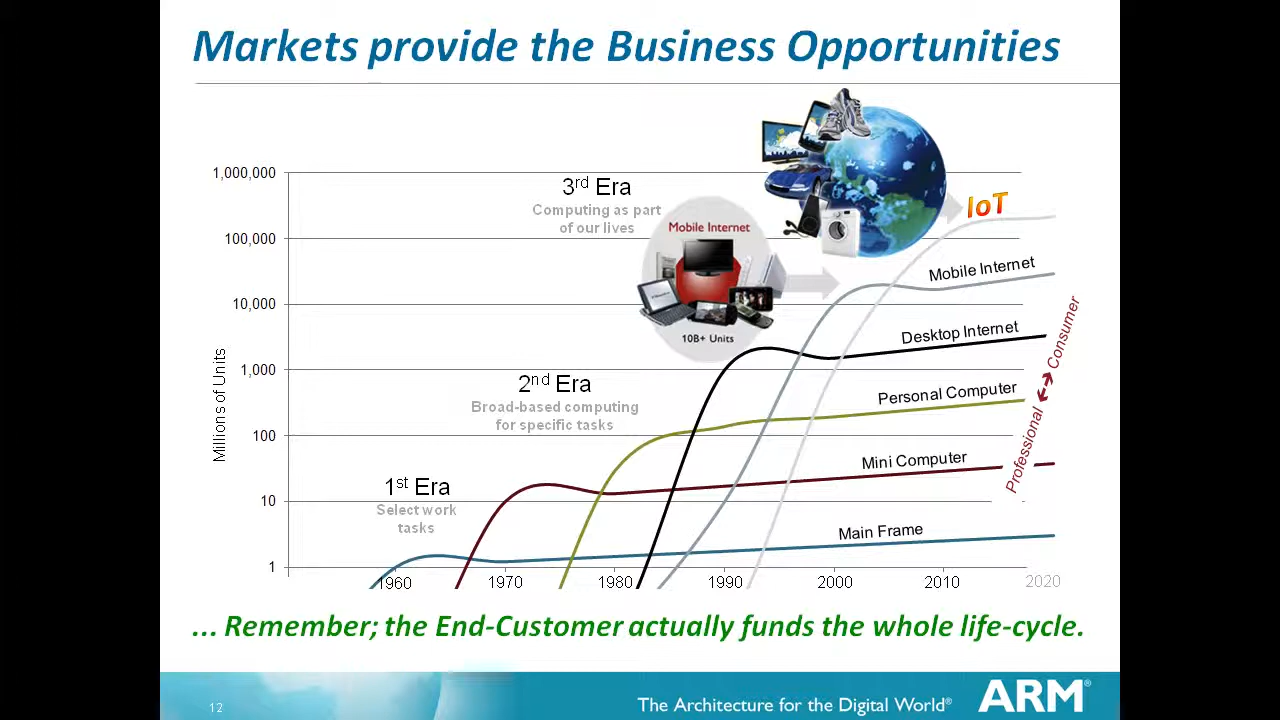 Markets provide the Business Opportunities
1,000,000
100,000
10,000
1,000
100
10
1
Millions of Units
3rd Era
Computing as part
of our lives
2nd Era
Broad-based computing
for specific tasks
1st Era
Select work
tasks
Mobile Internet
10B+ Units
IoT
Mobile Internet
Desktop Internet
Personal Computer
Mini Computer
Main Frame
Professional ↔ Consumer
1960 1970 1980 1990 2000 2010 2020
... Remember; the End-Customer actually funds the whole life-cycle.
12
The Architecture for the Digital World®
ARM®